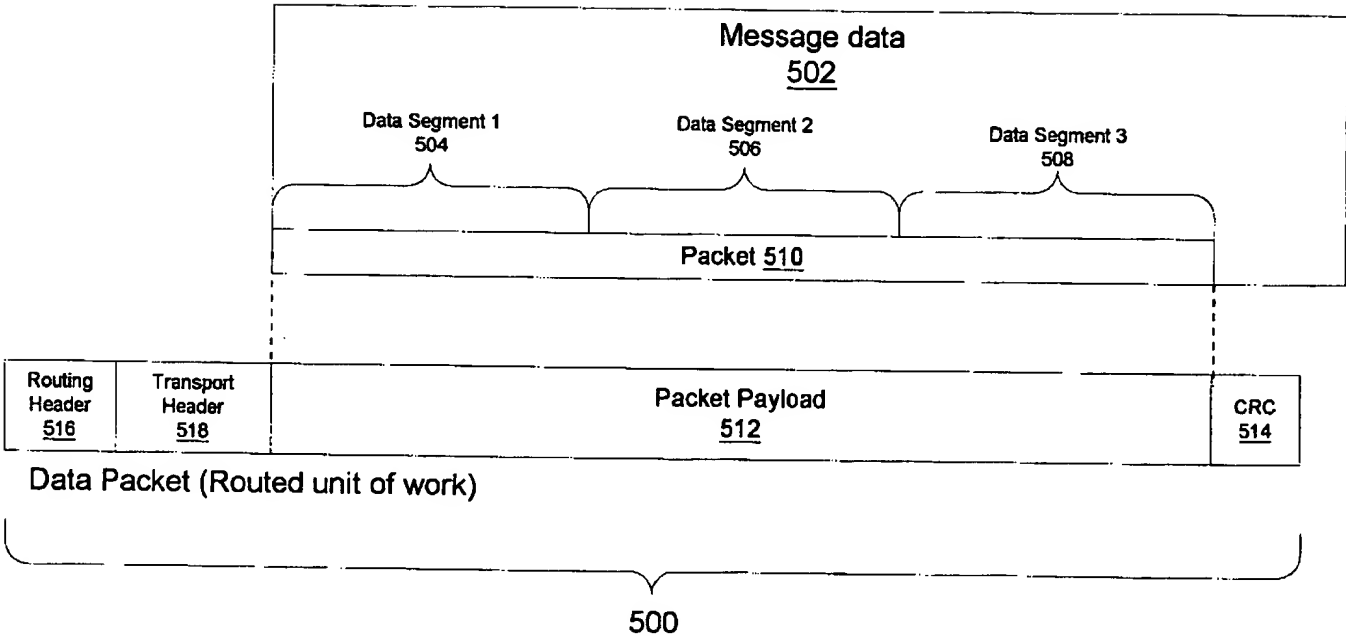 Message data
502
Data Segment 1
504
Data Segment 2
506
Data Segment 3
508
Packet 510
Routing
Header
516
Transport
Header
518
Packet Payload
512
CRC
514
Data Packet (Routed unit of work)
500